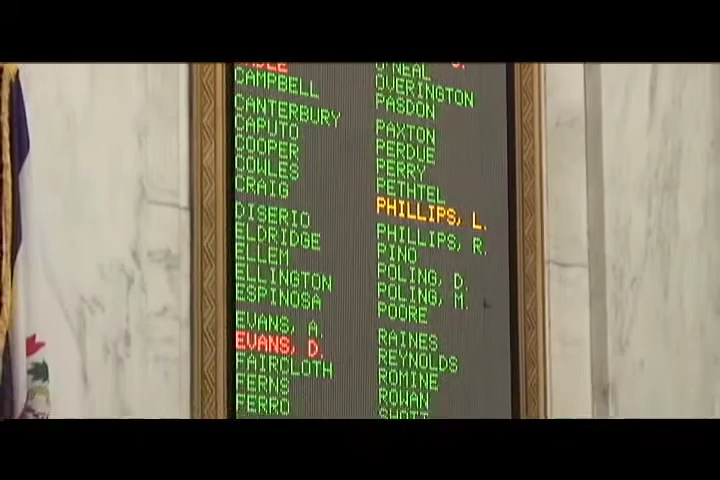 CAMPBELL
CANTERBURY
CAPUTO
COOPER
COWLES
CRAIG
DISERIO
ELDRIDGE
ELLEM
ELLINGTON
ESPINOSA
EVANS, A.
EVANS, D.
FAIRCLOTH
FERNS
FERRO
O'NEAL
OVERINGTON
PASDON
PAXTON
PERDUE
PERRY
PETHTEL
PHILLIPS, L.
PHILLIPS, R.
PINO
POLING, D.
POLING, M.
POORE
RAINES
REYNOLDS
ROMINE
ROWAN